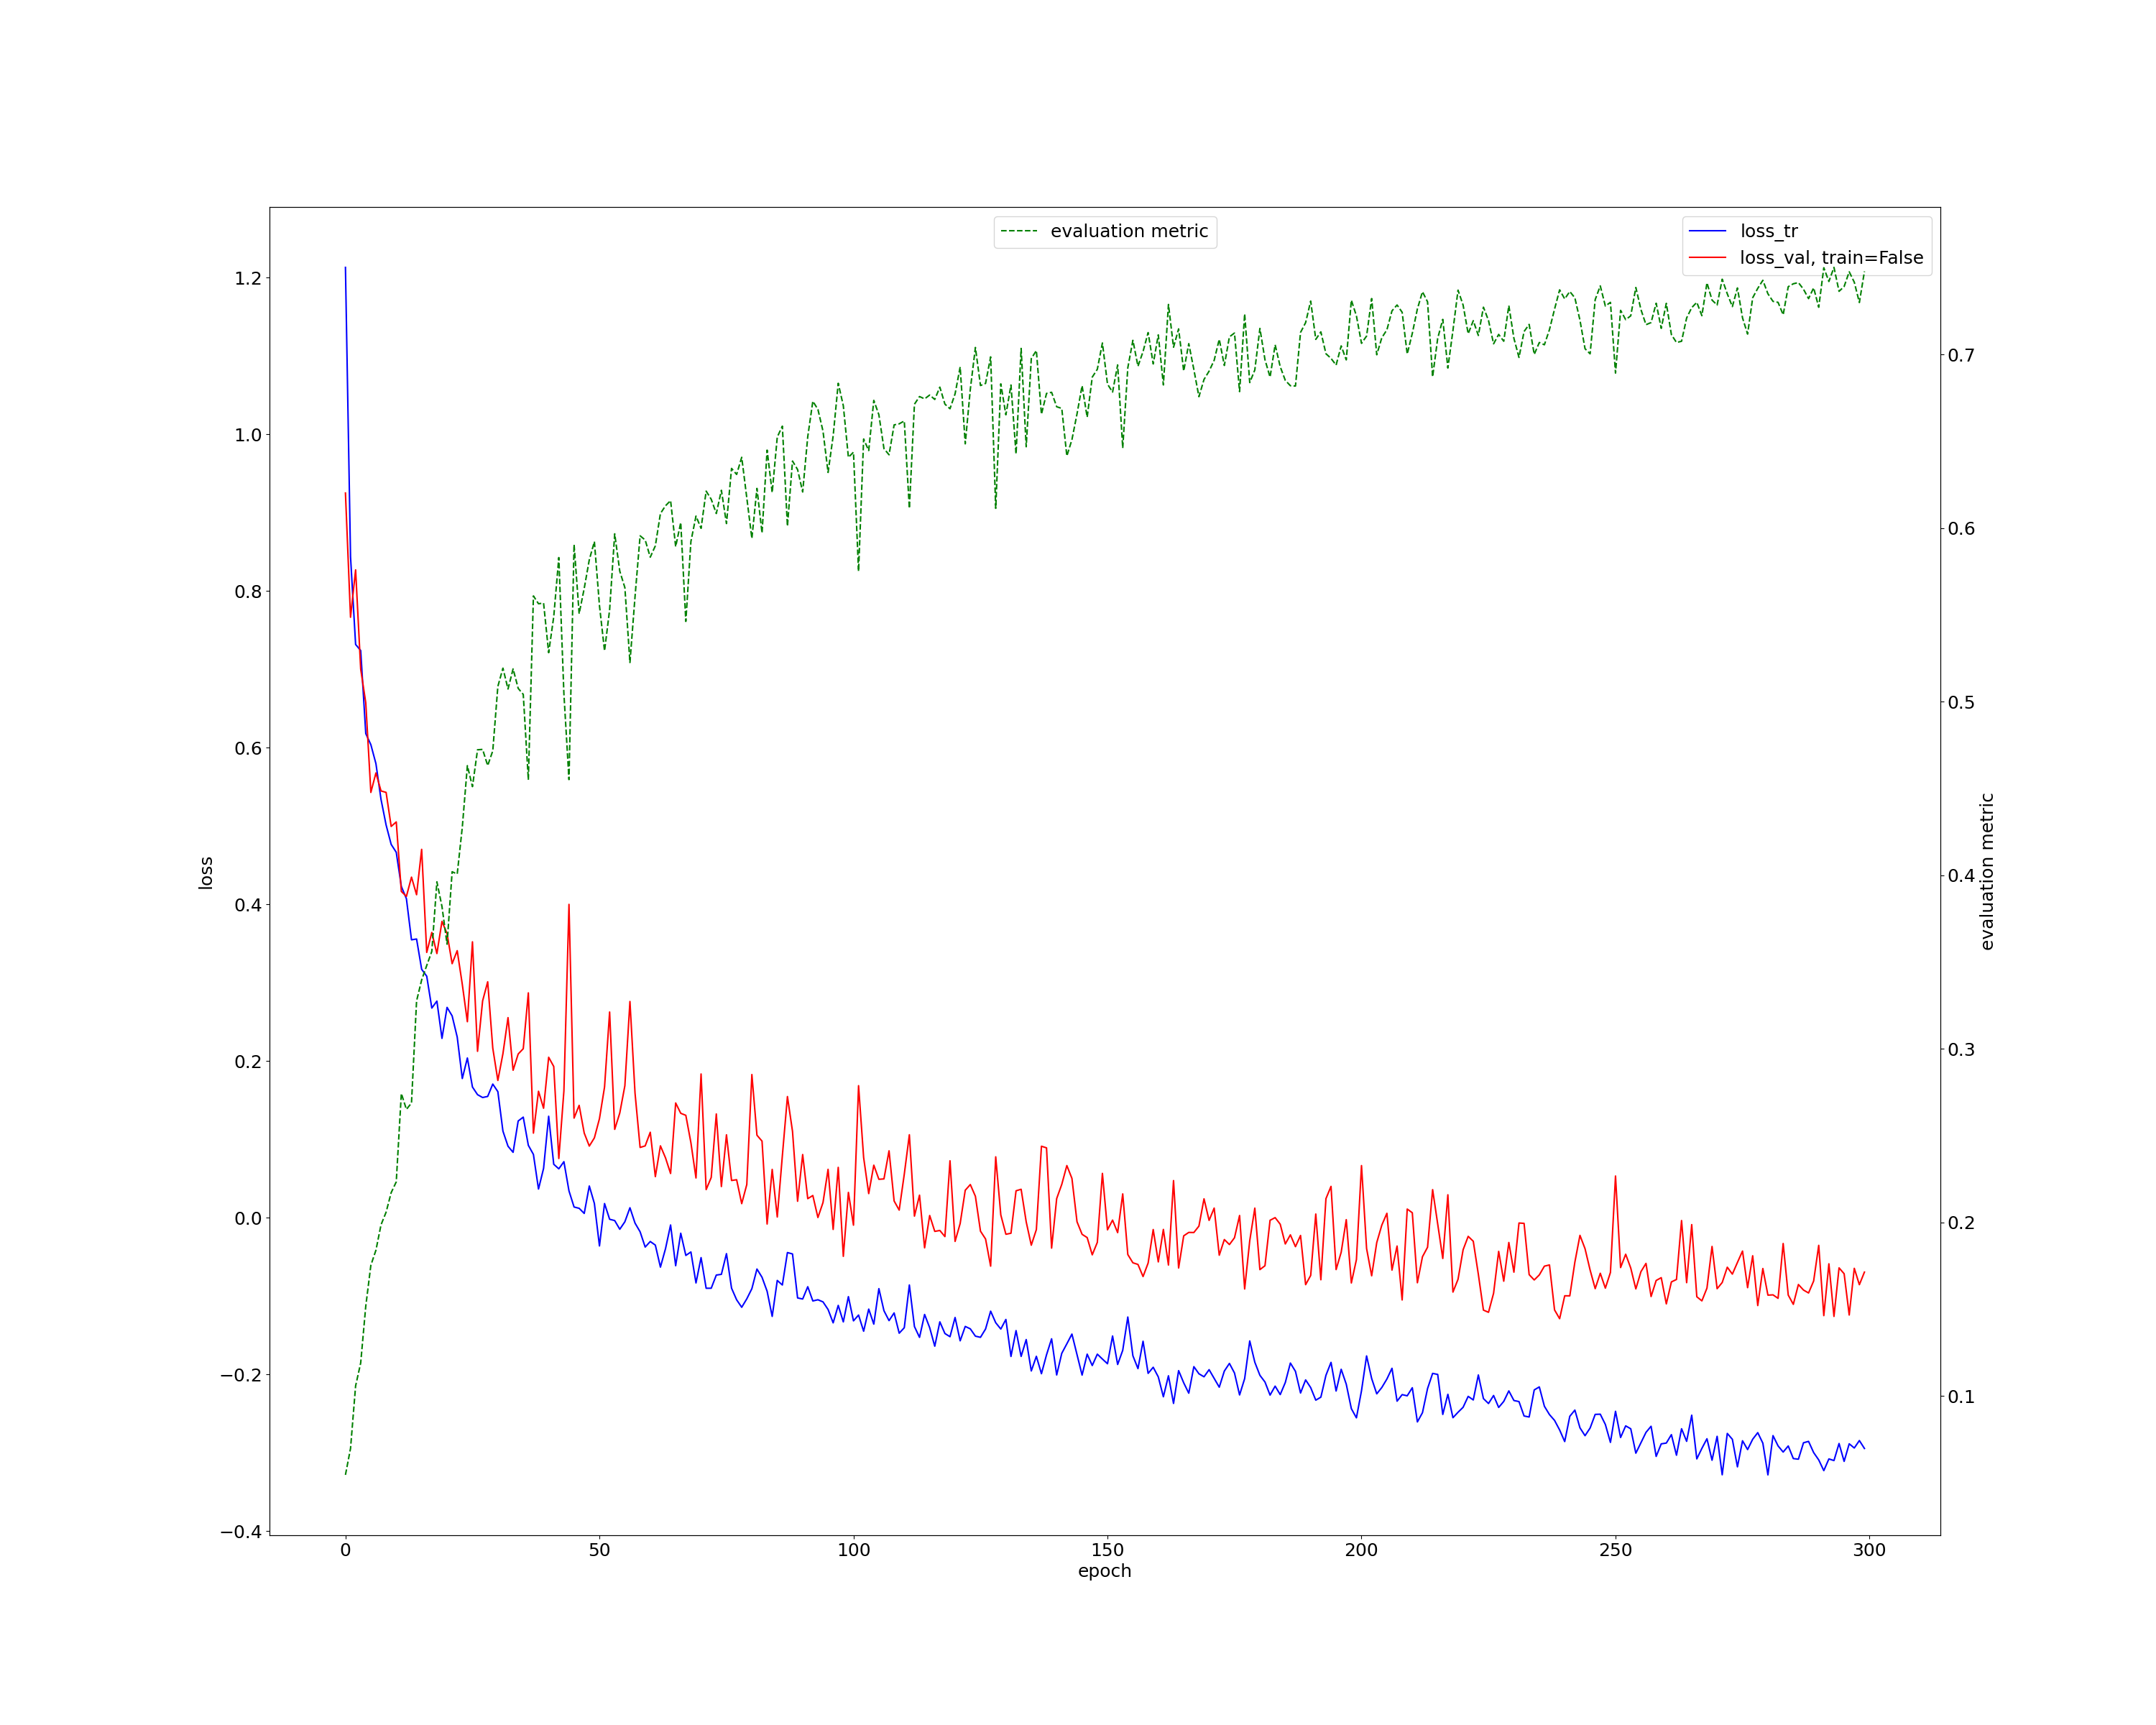 evaluation metric
loss_tr
loss_val, train=False
1.2
1.0
0.8
0.6
0.4
0.2
0.0
−0.2
−0.4
loss
0.7
0.6
0.5
0.4
0.3
0.2
0.1
evaluation metric
0 50 100 150 200 250 300
epoch